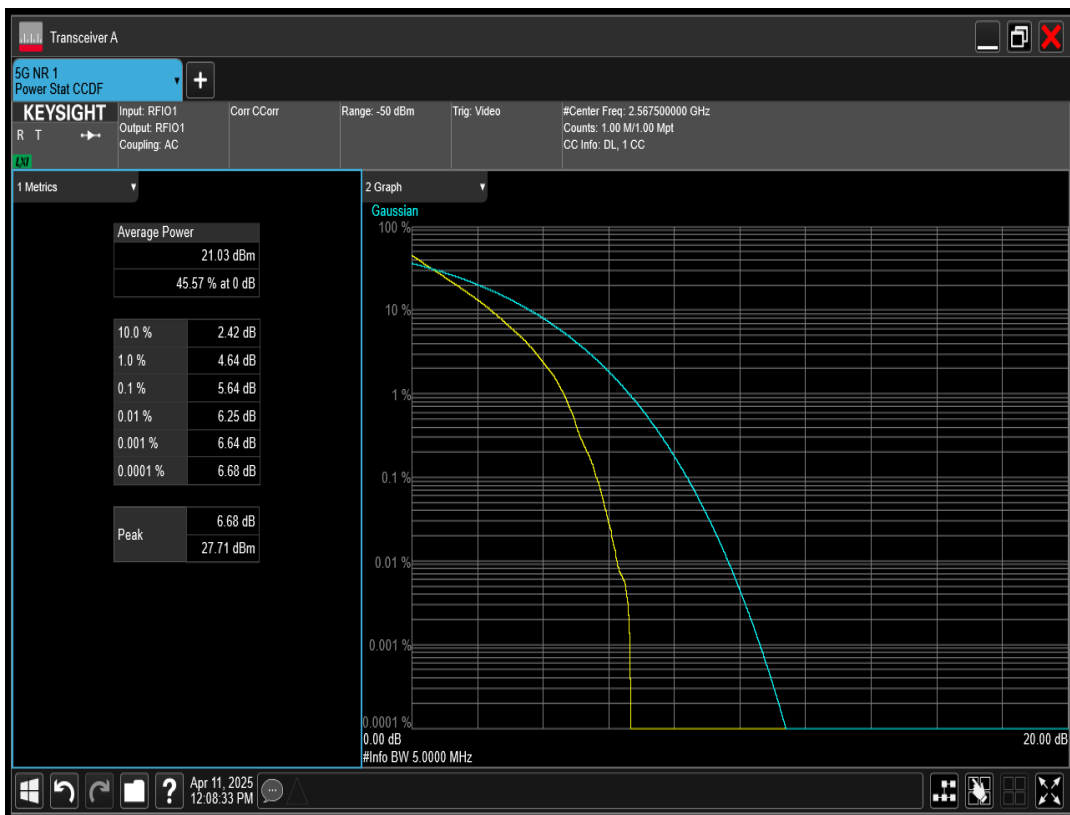 Transceiver A
5G NR 1
Power Stat CCDF
+
KEYSIGHT
R T
LXI
Input: RFIO1
Output: RFIO1
Coupling: AC
Corr CCorr
Range: -50 dBm
Trig: Video
#Center Freq: 2.567500000 GHz
Counts: 1.00 M/1.00 Mpt
CC Info: DL, 1 CC
1 Metrics
Average Power
21.03 dBm
45.57 % at 0 dB
10.0 % 2.42 dB
1.0 % 4.64 dB
0.1 % 5.64 dB
0.01 % 6.25 dB
0.001 % 6.64 dB
0.0001 % 6.68 dB
Peak
6.68 dB
27.71 dBm
2 Graph
Gaussian
100 %
10 %
1 %
0.1 %
0.01 %
0.001 %
0.0001 %
0.00 dB 20.00 dB
#Info BW 5.0000 MHz
?
Apr 11, 2025
12:08:33 PM